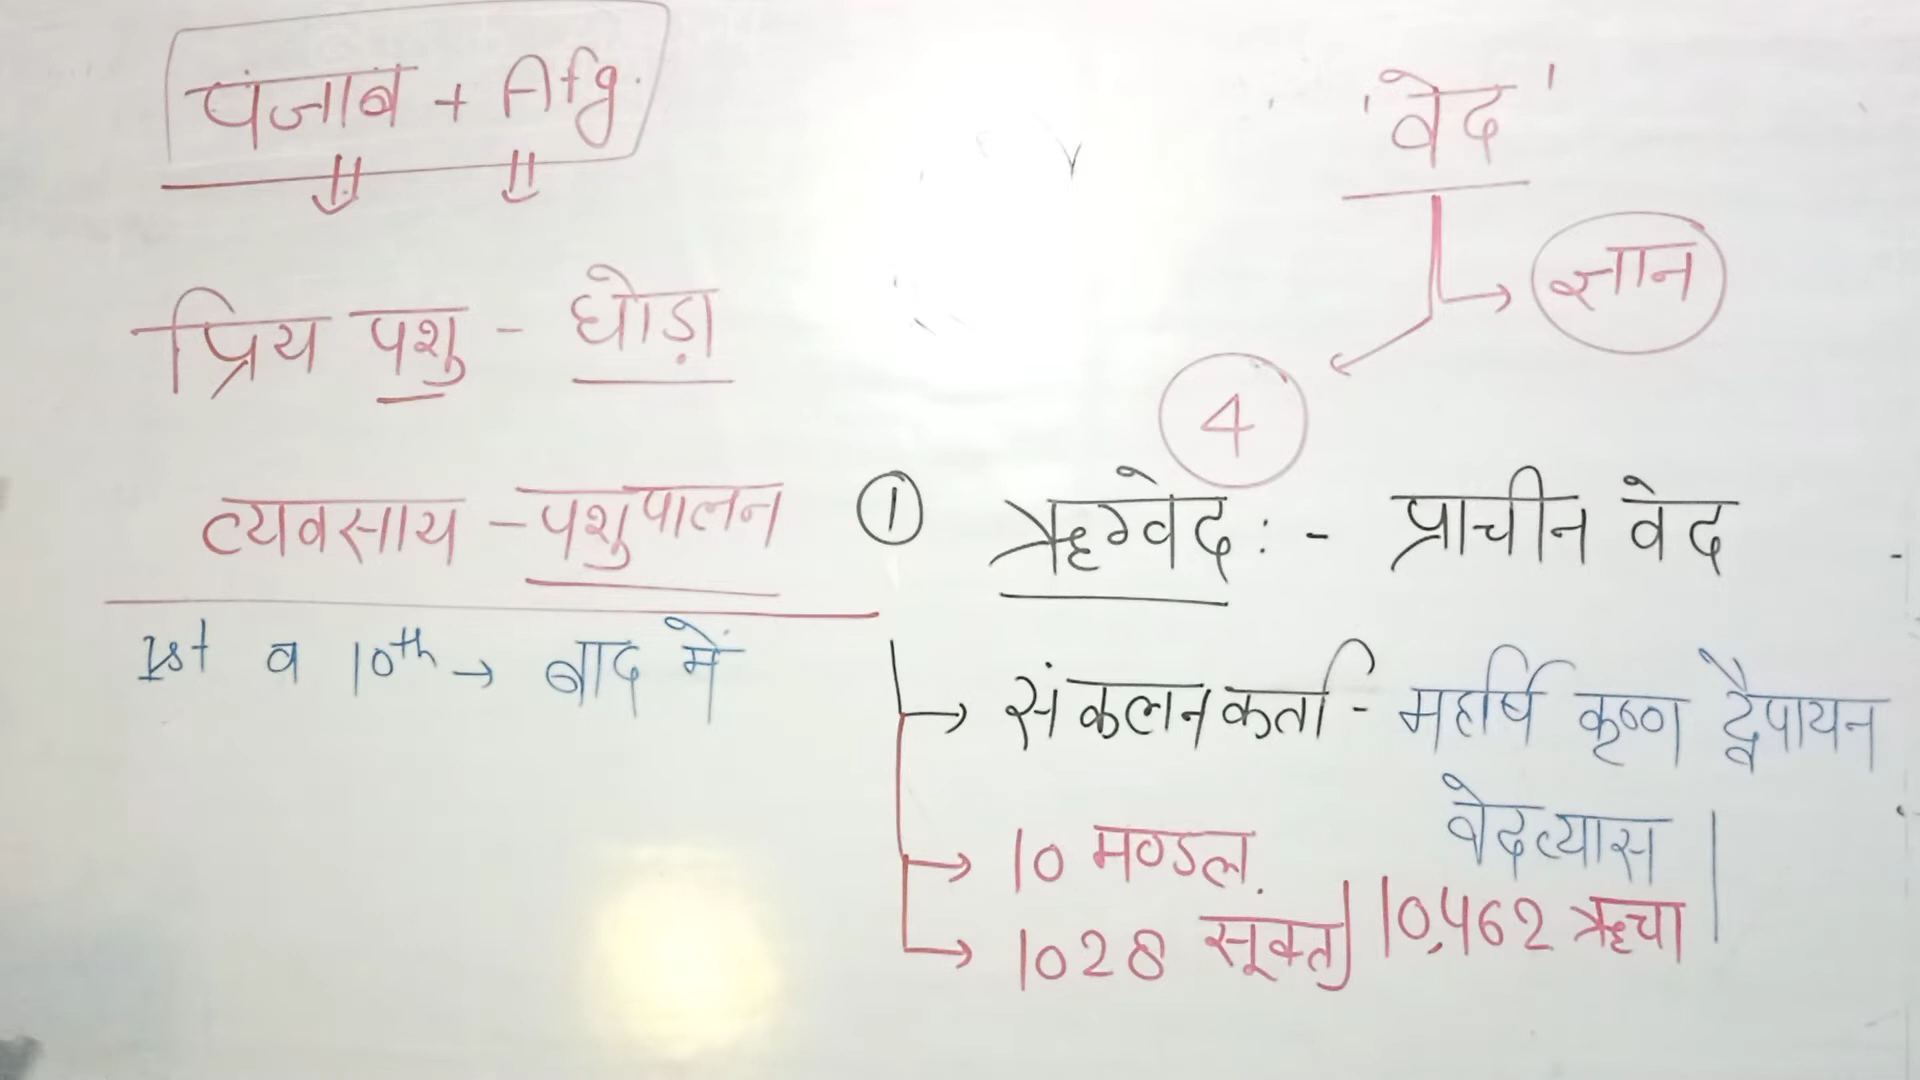 पंजाब + Afg.
प्रिय पशु - घोड़ा
व्यवसाय - पशुपालन
1st व 10th → बाद में
'वेद'
ज्ञान
4
① ऋग्वेद :- प्राचीन वेद
→ संकलनकर्ता - महर्षि कृष्ण द्वैपायन
वेदव्यास |
→ 10 मण्डल.
→ 1028 सूक्त / 10,462 ऋचा